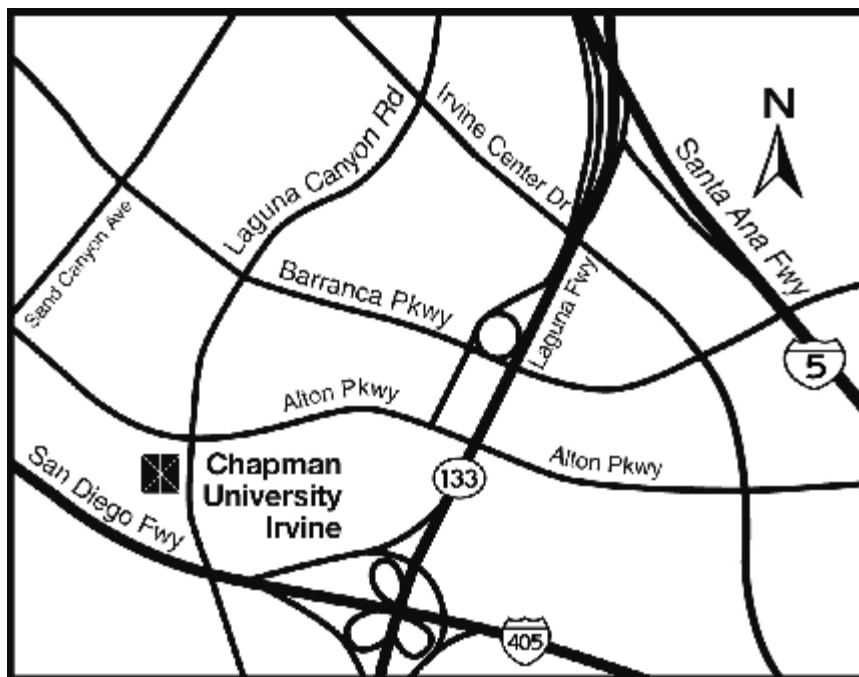 N
Laguna Canyon Rd
Irvine Center Dr
Santa Ana Fwy
Sand Canyon Ave
Barranca Pkwy
Laguna Fwy
5
Alton Pkwy
Alton Pkwy
San Diego Fwy
Chapman
University
Irvine
133
405